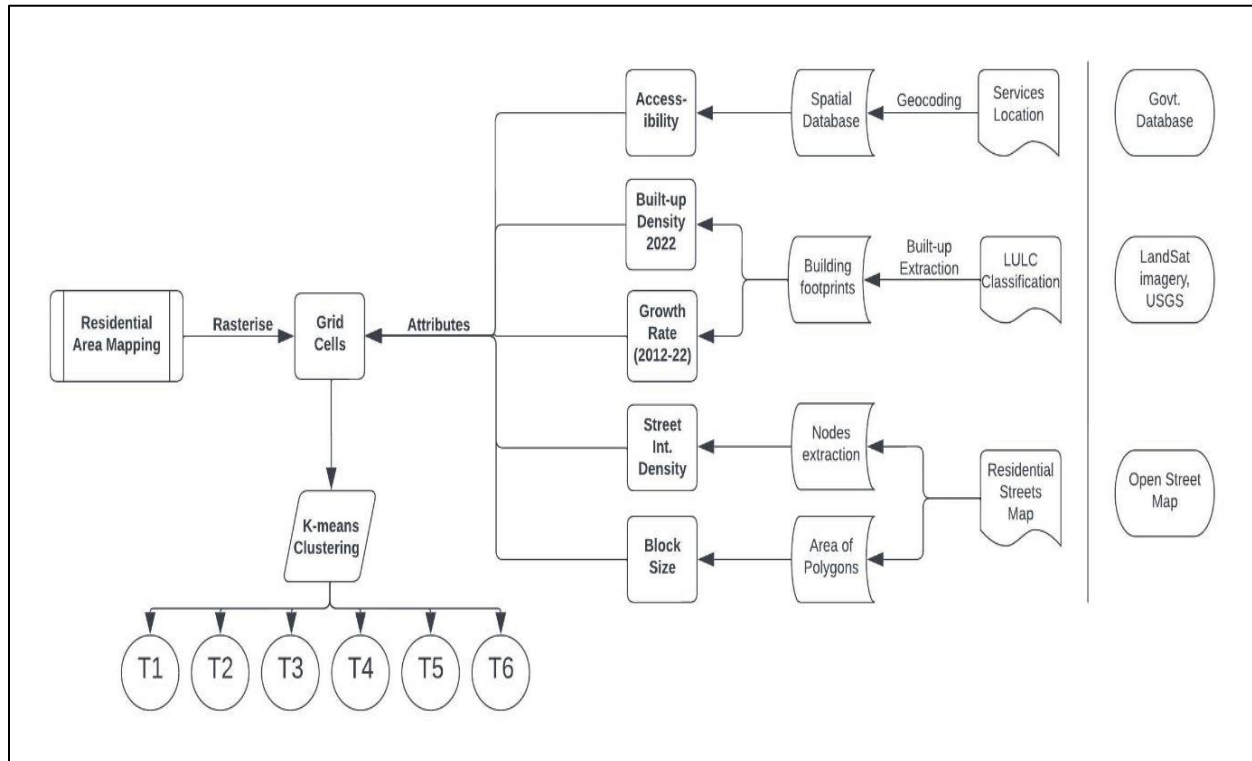 Access-
ibility
Spatial
Database
Geocoding
Services
Location
Govt.
Database
Built-up
Density
2022
Building
footprints
Built-up
Extraction
LULC
Classification
LandSat
imagery,
USGS
Residential
Area Mapping
Rasterise
Grid
Cells
Attributes
Growth
Rate
(2012-22)
Street
Int.
Density
Nodes
extraction
Residential
Streets
Map
Open Street
Map
K-means
Clustering
Block
Size
Area of
Polygons
T1
T2
T3
T4
T5
T6